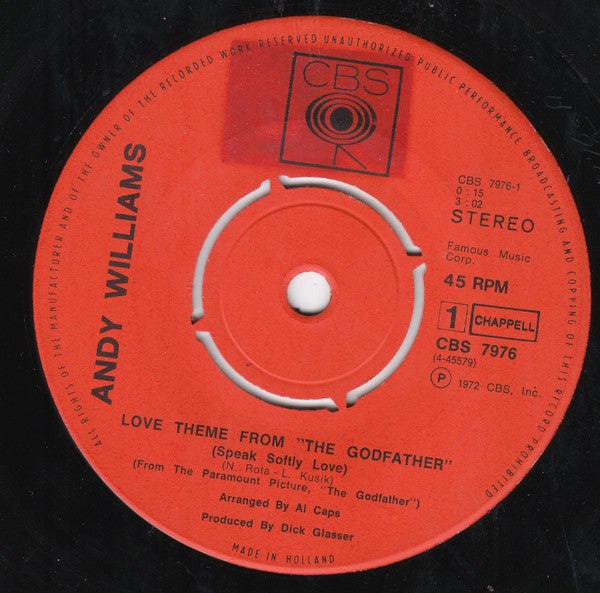 ALL RIGHTS OF THE MANUFACTURER AND OF THE OWNER OF THE RECORDED WORK RESERVED UNAUTHORIZED PUBLIC PERFORMANCE BROADCASTING AND COPYING OF THIS RECORD PROHIBITED
CBS
ANDY WILLIAMS
CBS 7976-1
0 : 15
3 : 02
STEREO
Famous Music
Corp.
45 RPM
1 CHAPPELL
CBS 7976
(4-45579)
Ⓟ 1972 CBS, Inc.
LOVE THEME FROM "THE GODFATHER"
(Speak Softly Love)
(N. Rota - L. Kusik)
(From The Paramount Picture, "The Godfather")
Arranged By Al Caps
Produced By Dick Glasser
MADE IN HOLLAND